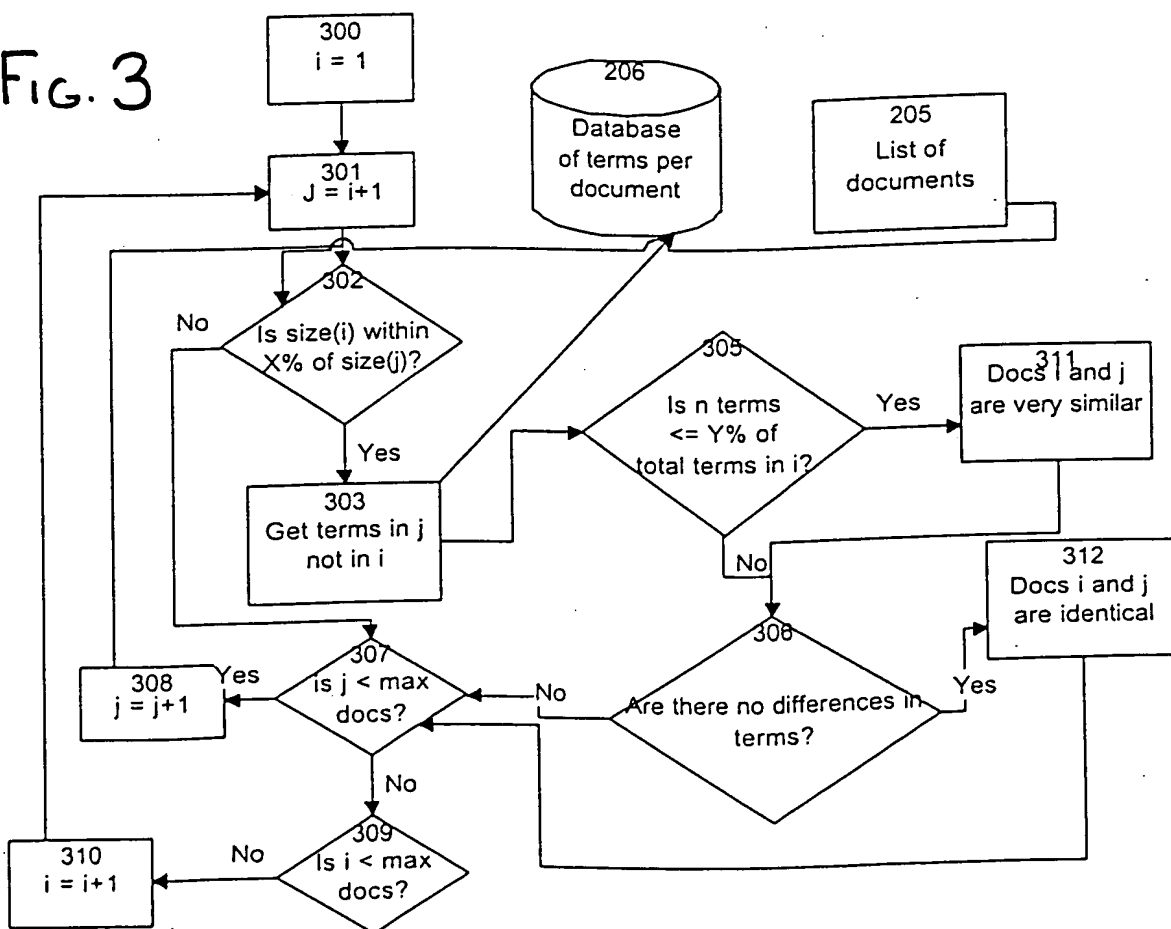 FIG. 3
300
i = 1
206
Database
of terms per
document
205
List of
documents
301
J = i+1
302
Is size(i) within
X% of size(j)?
No
Yes
303
Get terms in j
not in i
305
Is n terms
<= Y% of
total terms in i?
Yes
No
311
Docs i and j
are very similar
312
Docs i and j
are identical
306
Are there no differences in
terms?
Yes
No
307
is j < max
docs?
Yes
308
j = j+1
No
309
Is i < max
docs?
No
310
i = i+1